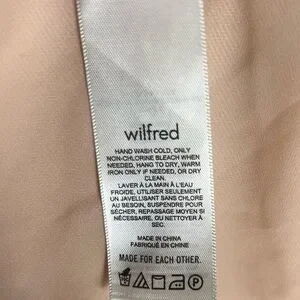 wilfred
HAND WASH COLD, ONLY
NON-CHLORINE BLEACH WHEN
NEEDED, HANG TO DRY, WARM
IRON ONLY IF NEEDED, OR DRY
CLEAN.
LAVER À LA MAIN À L'EAU
FROIDE, UTILISER SEULEMENT
UN JAVELLISANT SANS CHLORE
AU BESOIN, SUSPENDRE POUR
SÉCHER, REPASSAGE MOYEN SI
NÉCESSAIRE OU NETTOYAGE
À SEC.
MADE IN CHINA
FABRIQUÉ EN CHINE
MADE FOR EACH OTHER.